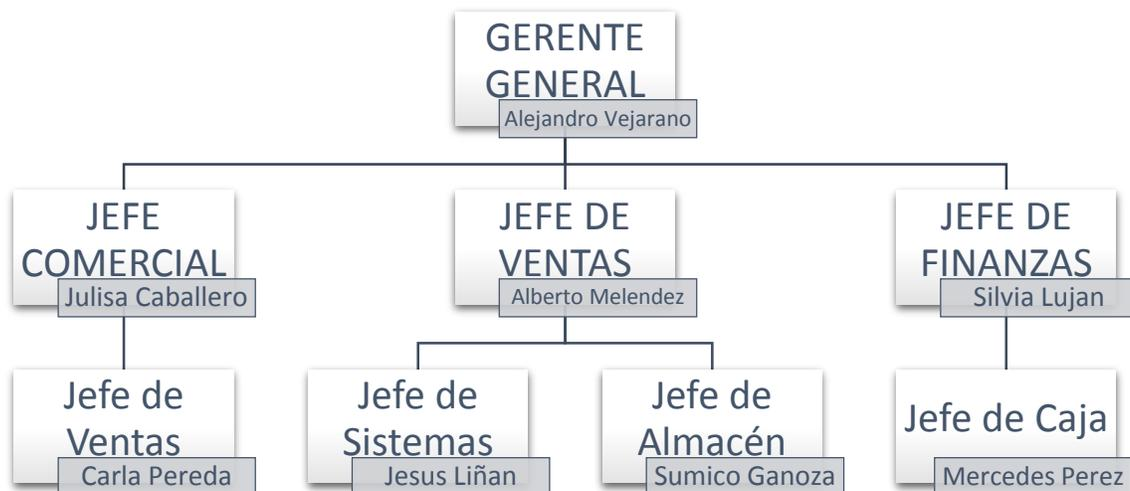 GERENTE
GENERAL
Alejandro Vejarano
JEFE
COMERCIAL
Julisa Caballero
JEFE DE
VENTAS
Alberto Melendez
JEFE DE
FINANZAS
Silvia Lujan
Jefe de
Ventas
Carla Pereda
Jefe de
Sistemas
Jesus Liñan
Jefe de
Almacén
Sumico Ganoza
Jefe de Caja
Mercedes Perez